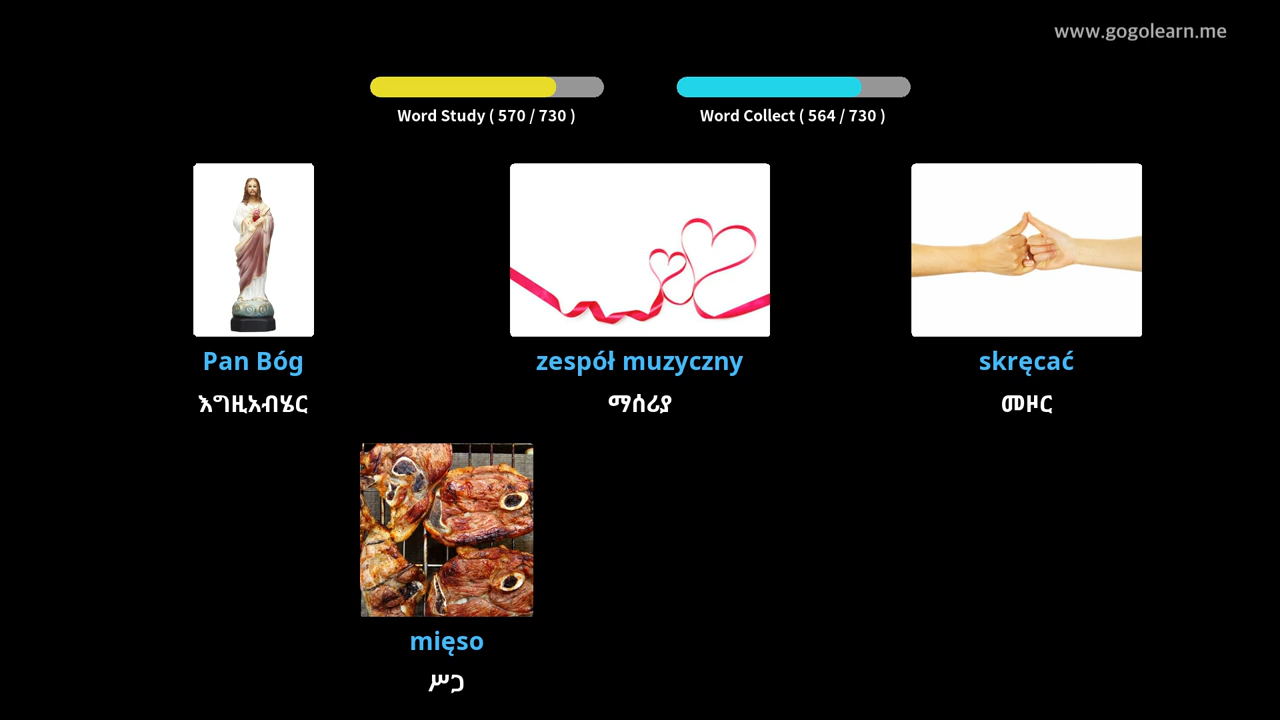 www.gogolearn.me
Word Study ( 570 / 730 )
Word Collect ( 564 / 730 )
Pan Bóg
zespół muzyczny
skręcać
እግዚአብሄር
ማሰሪያ
መዞር
mięso
ሥጋ